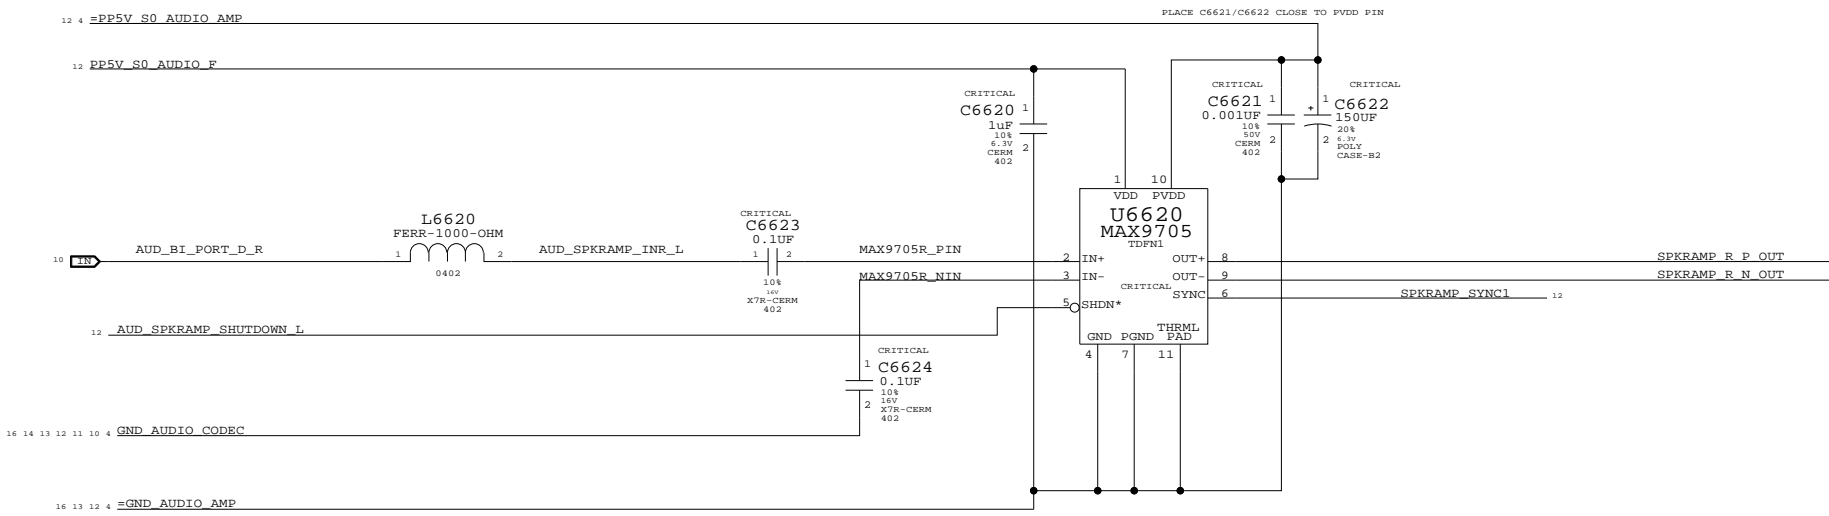 PLACE C6621/C6622 CLOSE TO PVDD PIN
12 4 =PP5V_S0_AUDIO_AMP
12 PP5V_S0_AUDIO_F
CRITICAL
C6620
1uF
10%
6.3V
CERM
402
1
2
CRITICAL
C6621
0.001UF
10%
50V
CERM
402
1
2
CRITICAL
+
1
2
C6622
150UF
20%
6.3V
POLY
CASE-B2
1 10
VDD PVDD
U6620
MAX9705
TDFN1
L6620
FERR-1000-OHM
1 2
0402
CRITICAL
C6623
0.1UF
1 2
10%
16V
X7R-CERM
402
10 IN
AUD_BI_PORT_D_R
AUD_SPKRAMP_INR_L
MAX9705R_PIN
2 IN+
OUT+ 8
SPKRAMP_R_P_OUT
MAX9705R_NIN
3 IN-
OUT- 9
SPKRAMP_R_N_OUT
CRITICAL
SYNC 6
SPKRAMP_SYNC1 12
5 SHDN*
12 AUD_SPKRAMP_SHUTDOWN_L
THRML
GND PGND PAD
4 7 11
CRITICAL
C6624
0.1UF
10%
16V
X7R-CERM
402
1
2
16 14 13 12 11 10 4 GND_AUDIO_CODEC
16 13 12 4 =GND_AUDIO_AMP